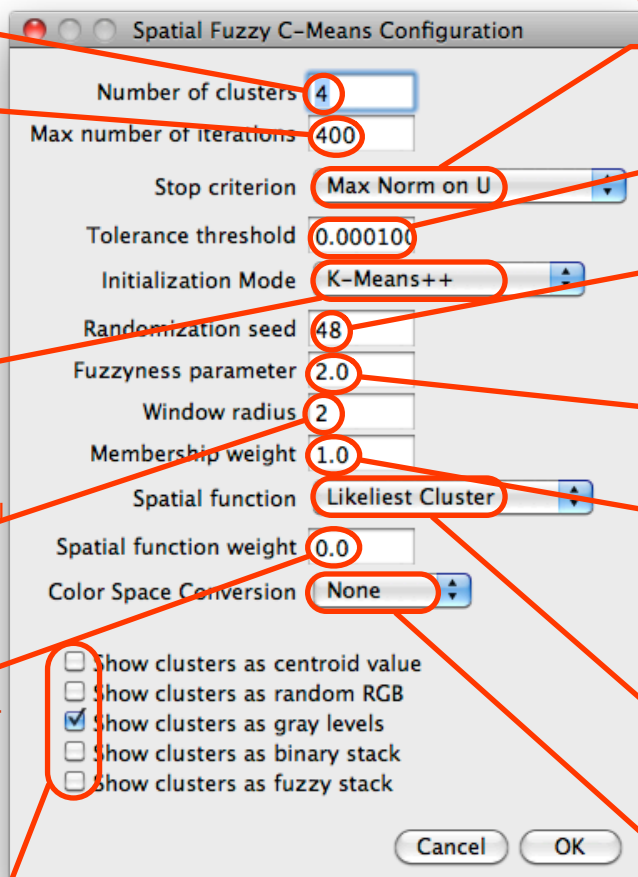 Spatial Fuzzy C-Means Configuration
Number of clusters 4
Max number of iterations 400
Stop criterion Max Norm on U
Tolerance threshold 0.000100
Initialization Mode K-Means++
Randomization seed 48
Fuzzyness parameter 2.0
Window radius 2
Membership weight 1.0
Spatial function Likeliest Cluster
Spatial function weight 0.0
Color Space Conversion None
Show clusters as centroid value
Show clusters as random RGB
Show clusters as gray levels
Show clusters as binary stack
Show clusters as fuzzy stack
Cancel OK